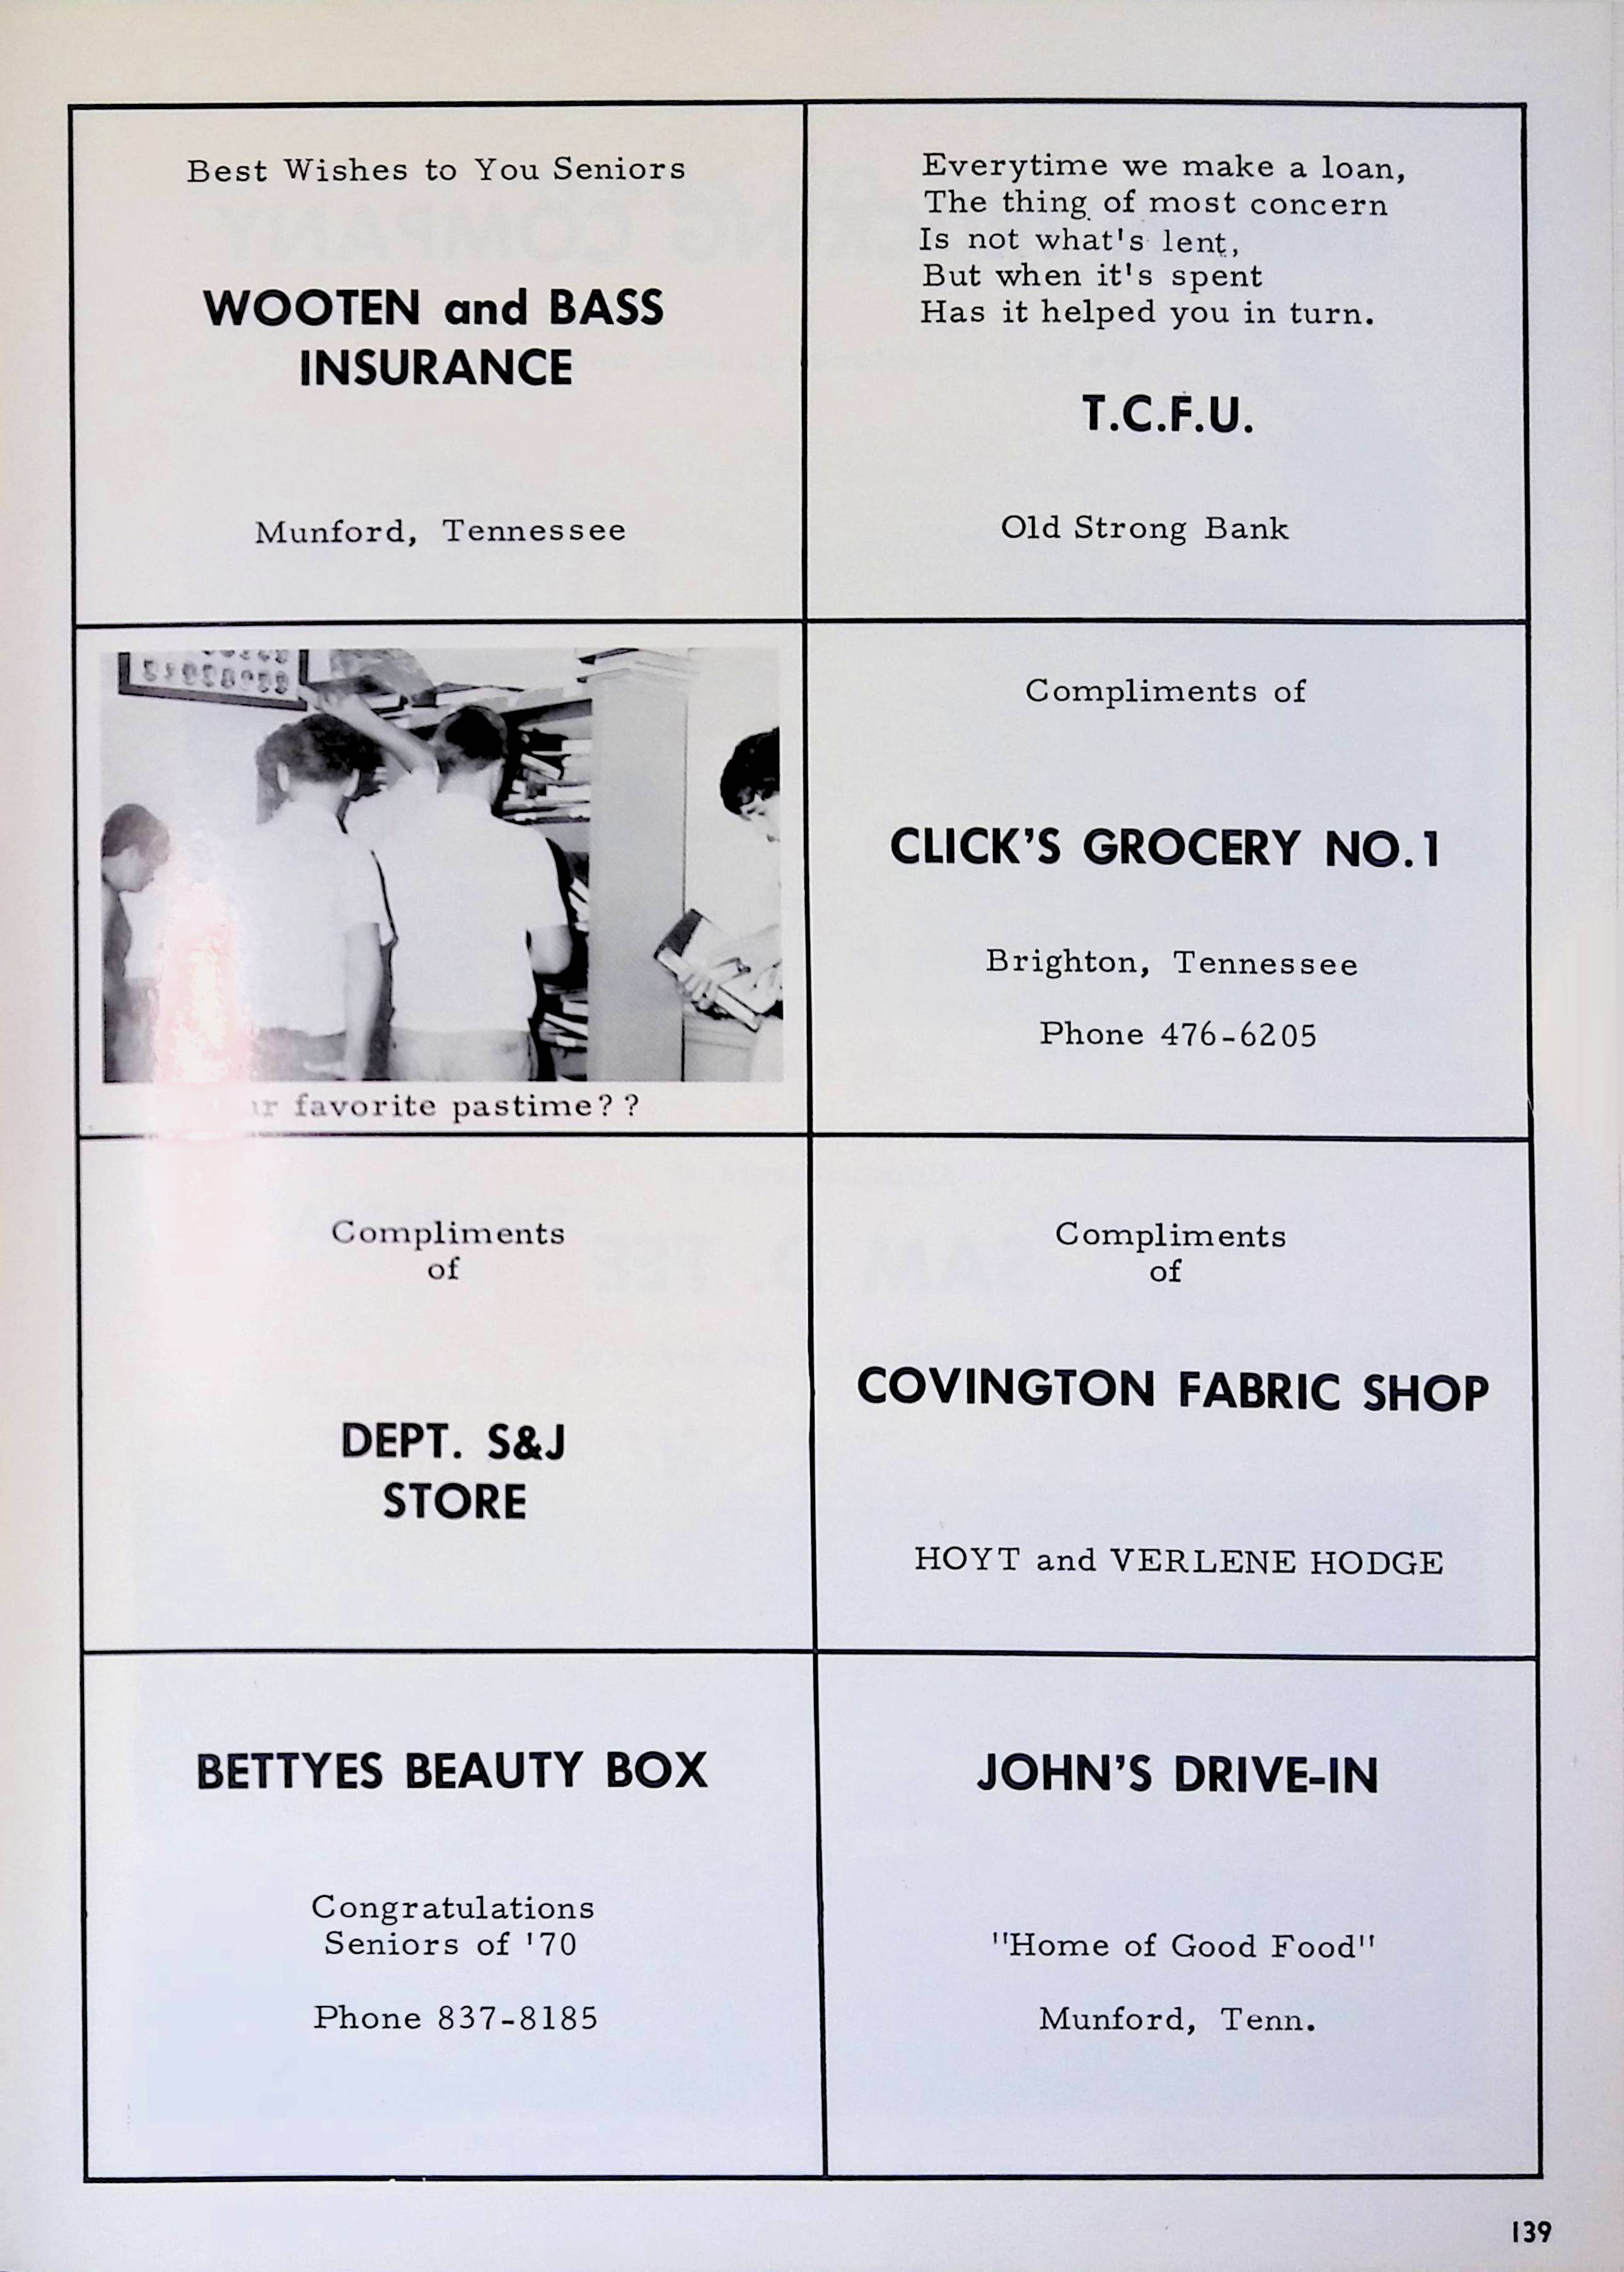 Best Wishes to You Seniors
WOOTEN and BASS
INSURANCE
Munford, Tennessee
Everytime we make a loan,
The thing of most concern
Is not what's lent,
But when it's spent
Has it helped you in turn.
T.C.F.U.
Old Strong Bank
favorite pastime??
Compliments of
CLICK'S GROCERY NO.1
Brighton, Tennessee
Phone 476-6205
Compliments
of
DEPT. S&J
STORE
Compliments
of
COVINGTON FABRIC SHOP
HOYT and VERLENE HODGE
BETTYES BEAUTY BOX
Congratulations
Seniors of '70
Phone 837-8185
JOHN'S DRIVE-IN
"Home of Good Food"
Munford, Tenn.
139